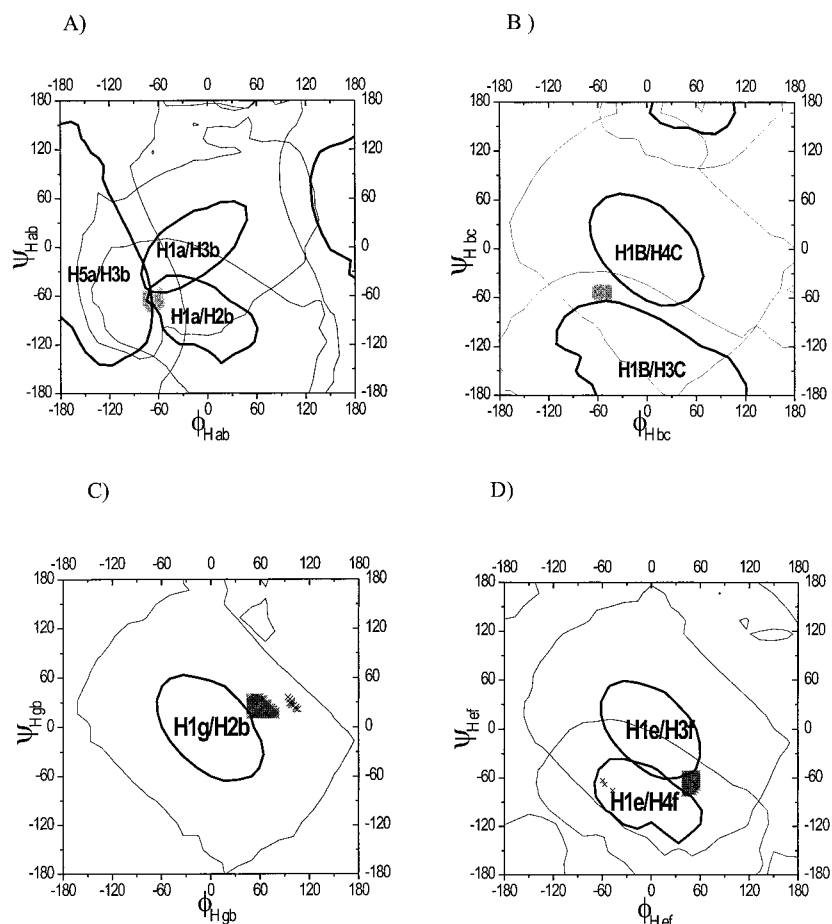 A)
B )
-180 -120 -60 0 60 120 180
-180 -120 -60 0 60 120 180
180 180
180 180
120 120
120 120
60 60
60 60
0 0
0 0
-60 -60
-60 -60
-120 -120
-120 -120
-180 -180
-180 -180
H1a/H3b
H5a/H3b
H1a/H2b
H1B/H4C
H1B/H3C
ΨHab
ΨHbc
-180 -120 -60 0 60 120 180
-180 -120 -60 0 60 120 180
ϕHab
ϕHbc
C)
D)
-180 -120 -60 0 60 120 180
-180 -120 -60 0 60 120 180
180 180
180 180
120 120
120 120
60 60
60 60
0 0
0 0
-60 -60
-60 -60
-120 -120
-120 -120
-180 -180
-180 -180
H1g/H2b
H1e/H3f
H1e/H4f
ΨHgb
ΨHef
-180 -120 -60 0 60 120 180
-180 -120 -60 0 60 120 180
ϕHgb
ϕHef